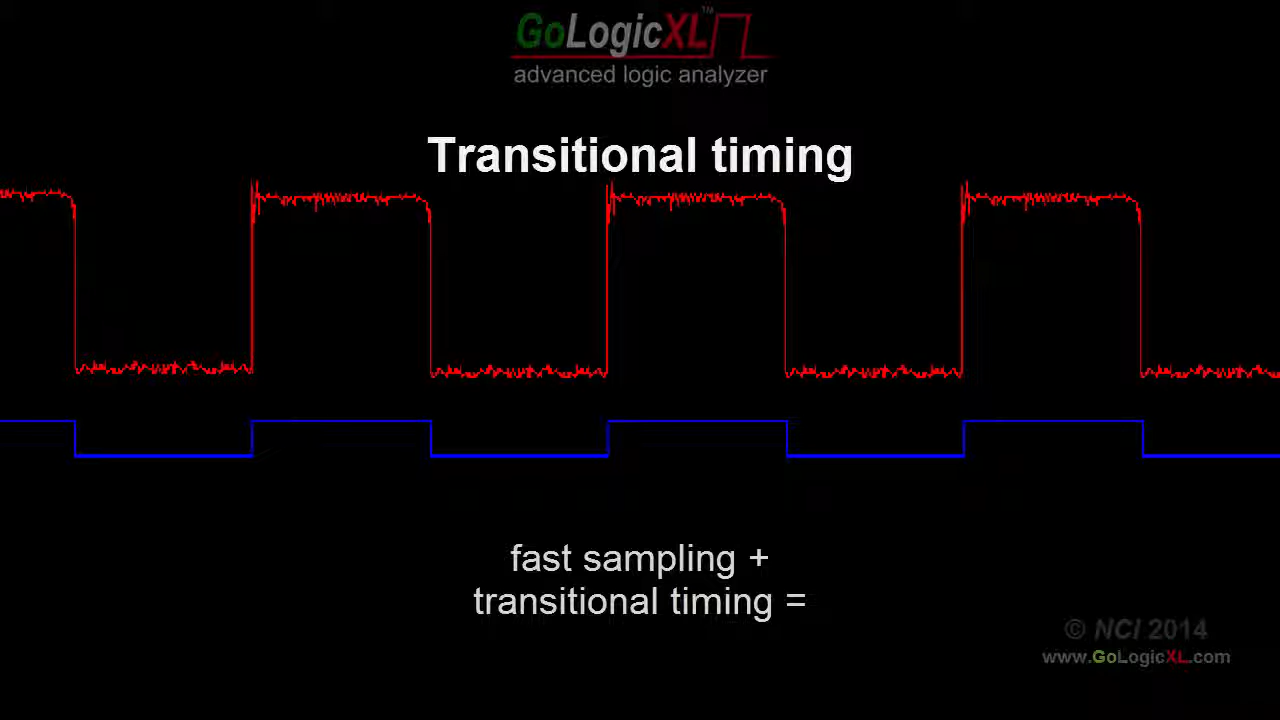 GoLogicXL™
advanced logic analyzer
Transitional timing
fast sampling +
transitional timing =
© NCI 2014
www.GoLogicXL.com